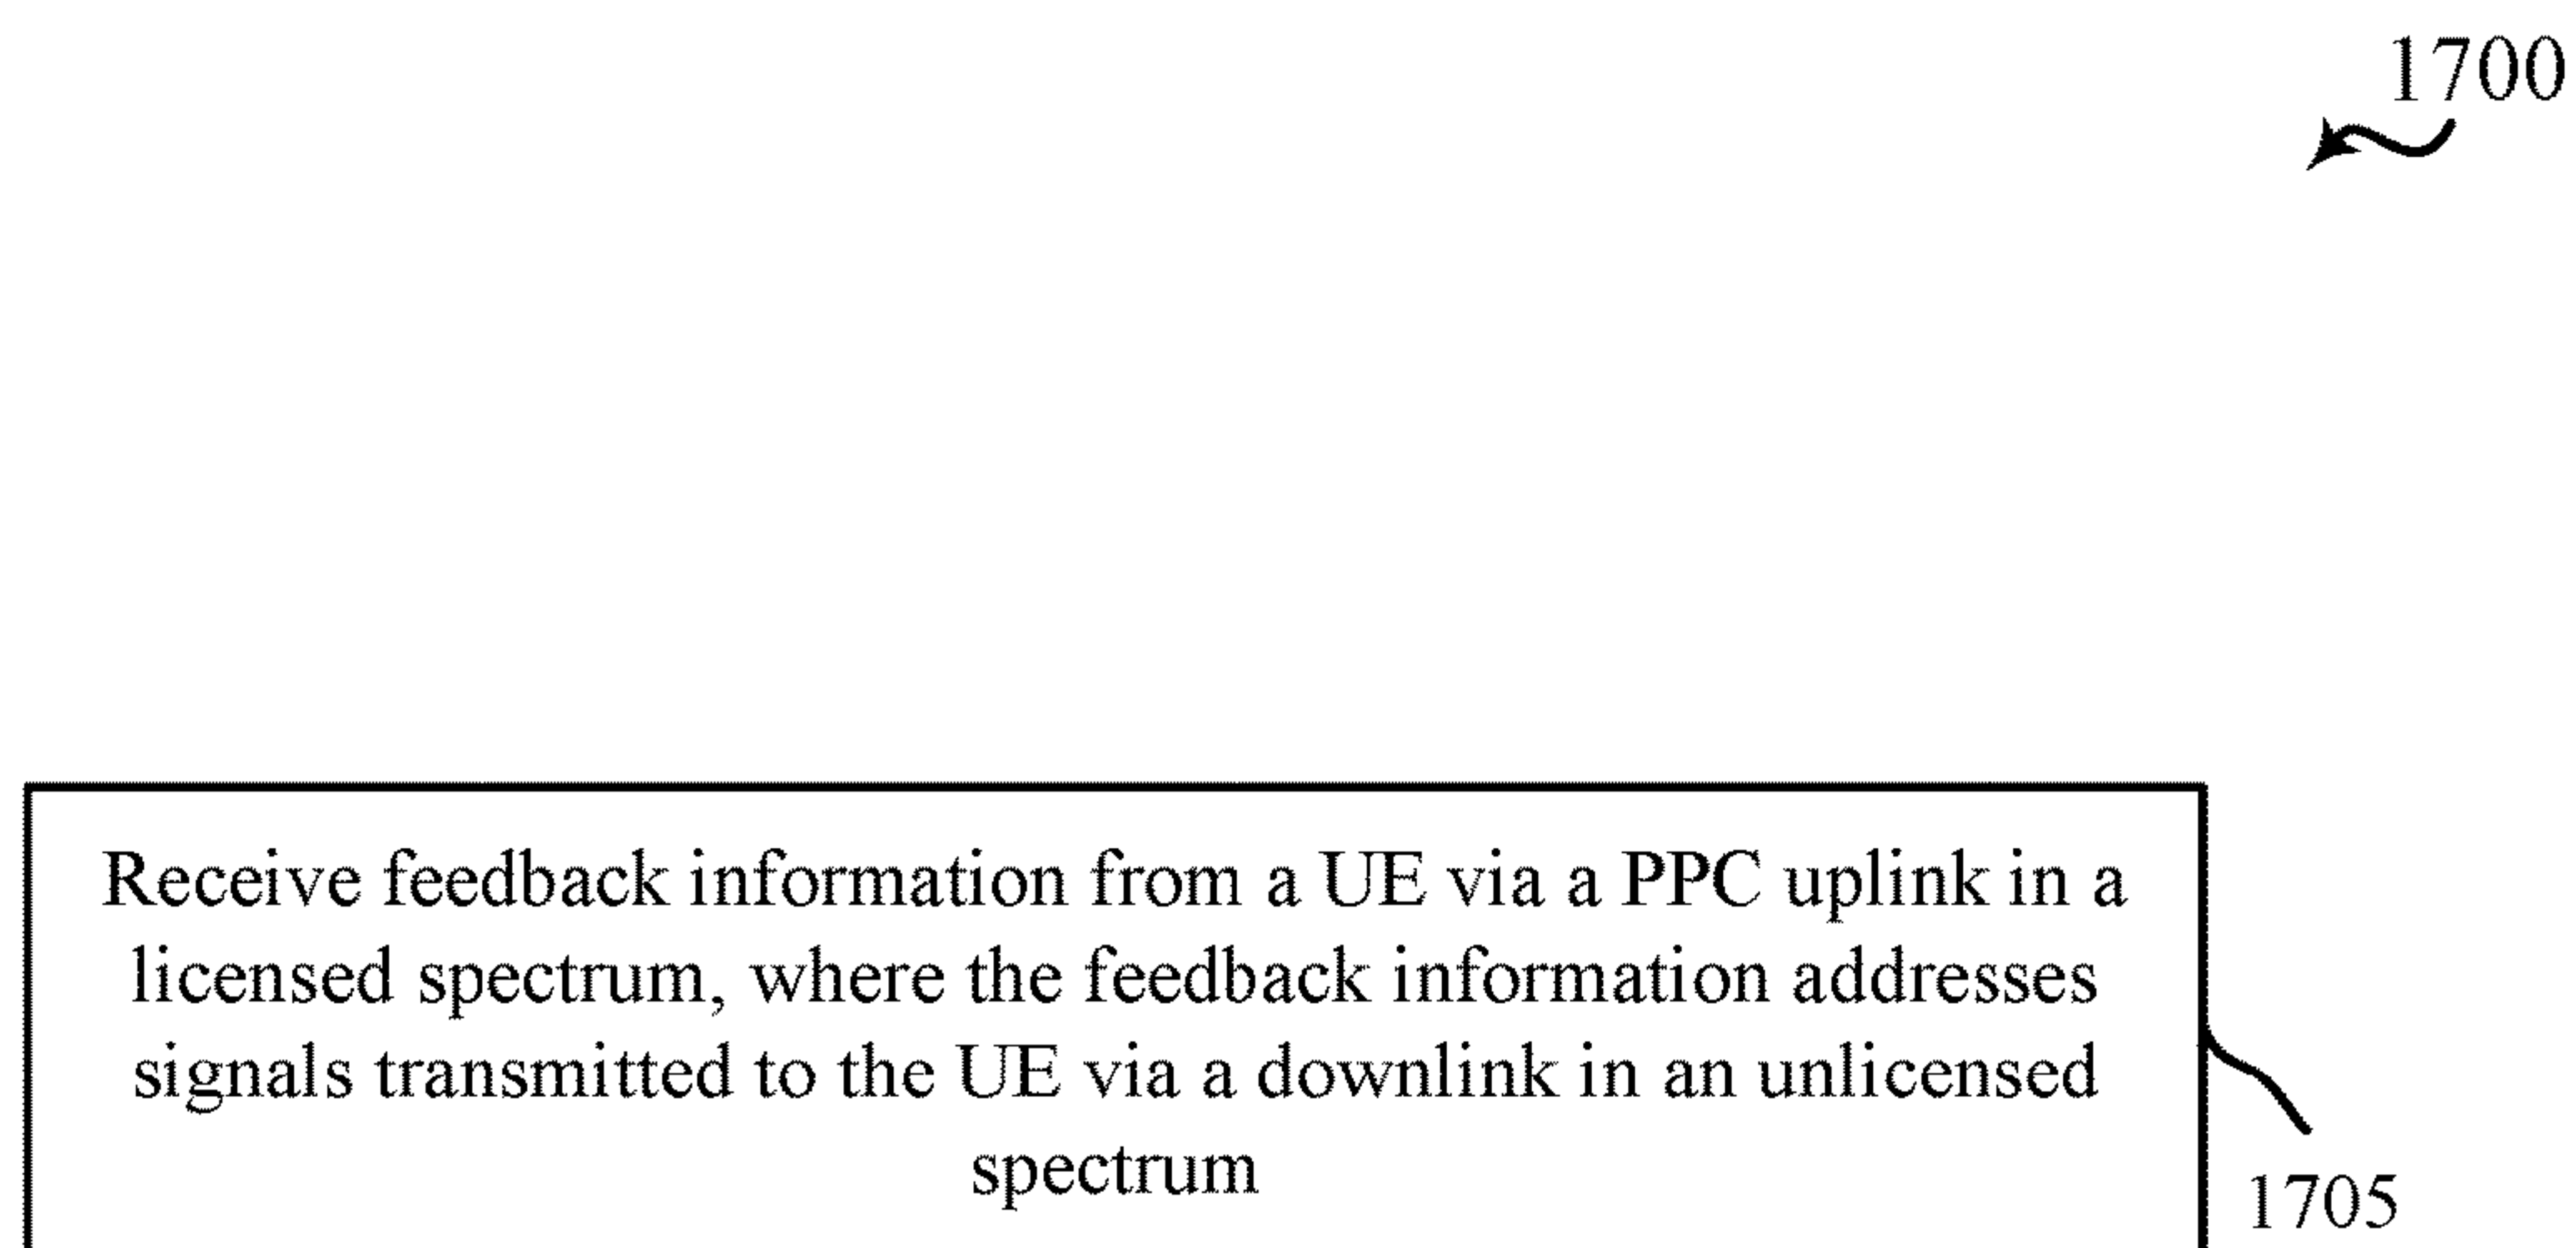 1700
Receive feedback information from a UE via a PPC uplink in a
licensed spectrum, where the feedback information addresses
signals transmitted to the UE via a downlink in an unlicensed
spectrum
1705